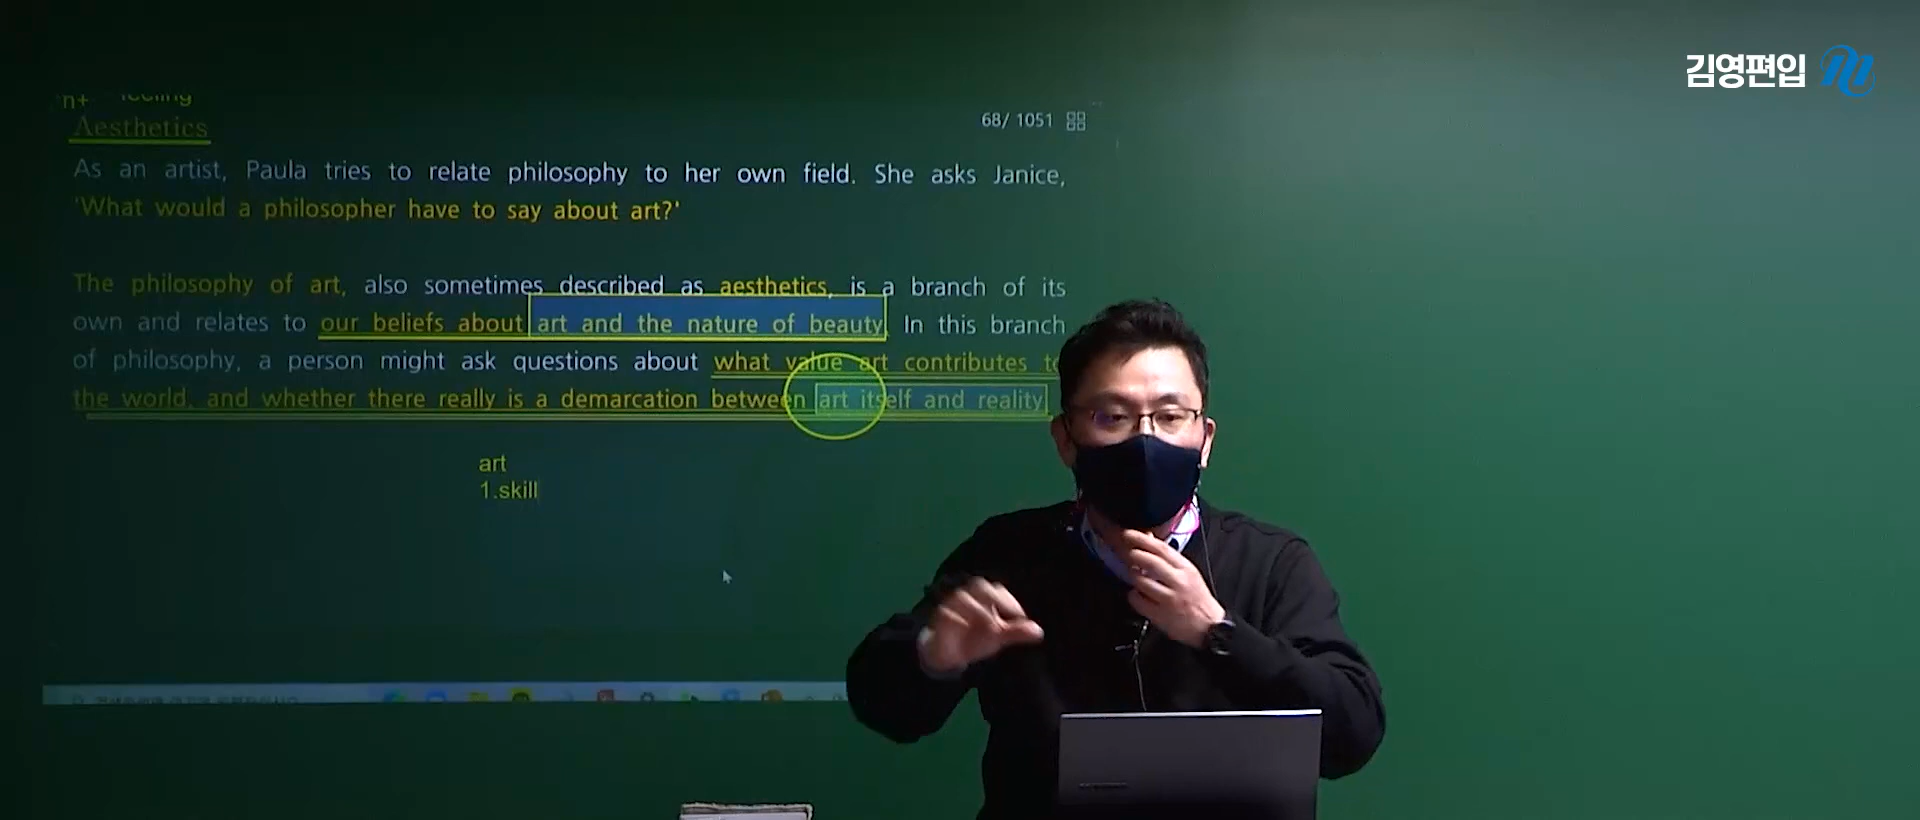 김영편입
n+ feeling
Aesthetics
68/ 1051
As an artist, Paula tries to relate philosophy to her own field. She asks Janice,
'What would a philosopher have to say about art?'
The philosophy of art, also sometimes described as aesthetics, is a branch of its
own and relates to our beliefs about art and the nature of beauty. In this branch
of philosophy, a person might ask questions about what value art contributes to
the world, and whether there really is a demarcation between art itself and reality.
art
1.skill